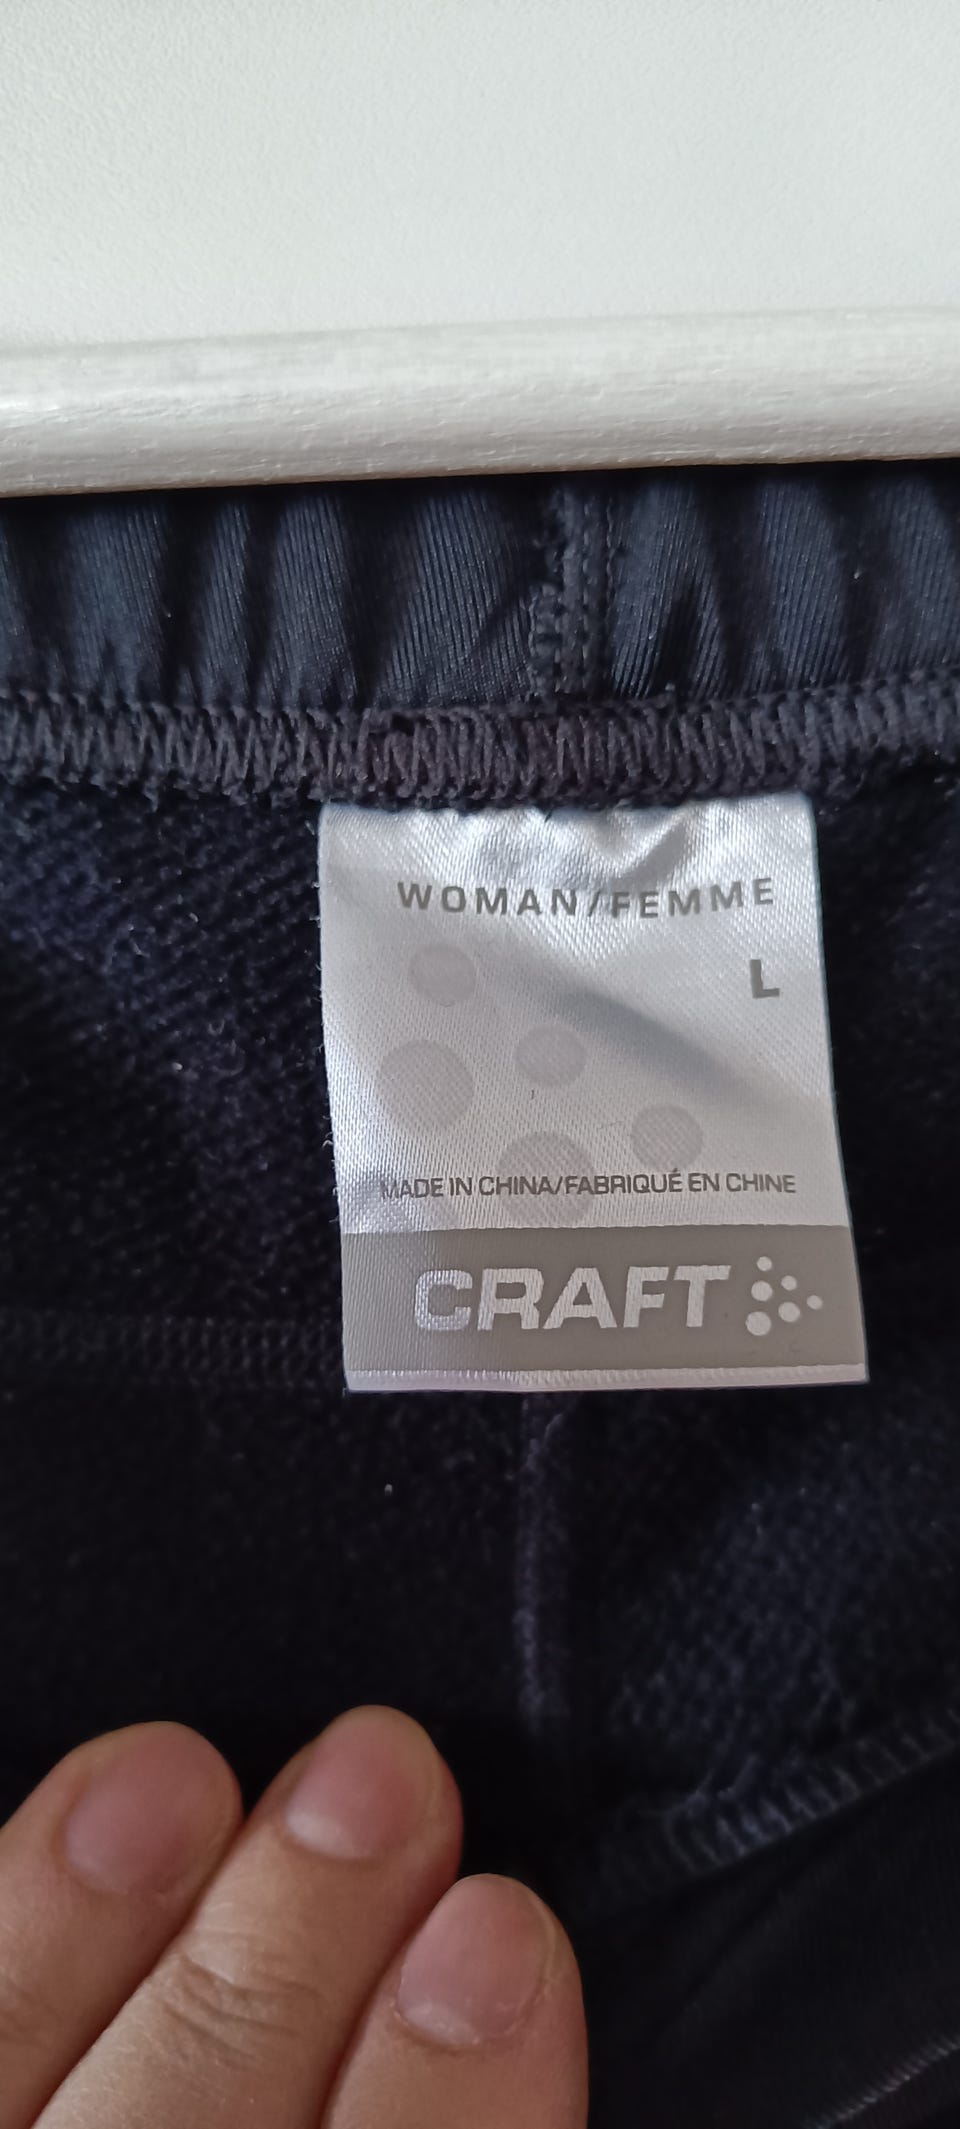 WOMAN/FEMME
L
MADE IN CHINA/FABRIQUÉ EN CHINE
CRAFT